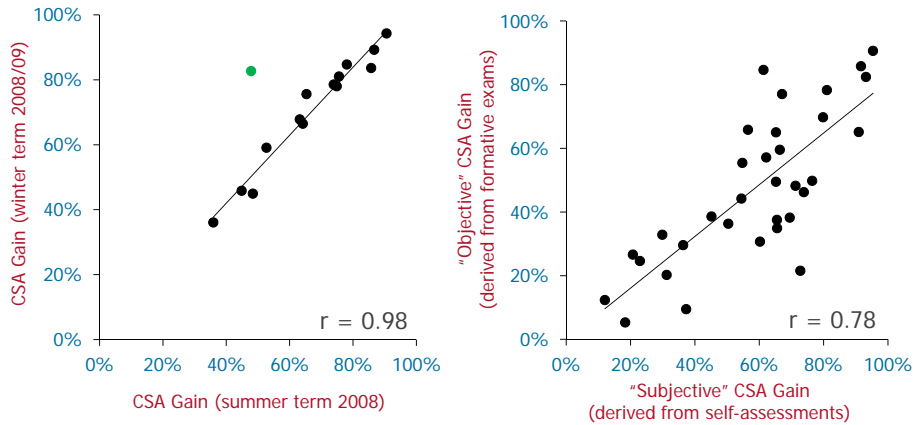 CSA Gain (winter term 2008/09)
100%
80%
60%
40%
20%
0%
r = 0.98
0% 20% 40% 60% 80% 100%
CSA Gain (summer term 2008)
“Objective” CSA Gain
(derived from formative exams)
100%
80%
60%
40%
20%
0%
r = 0.78
0% 20% 40% 60% 80% 100%
“Subjective” CSA Gain
(derived from self-assessments)